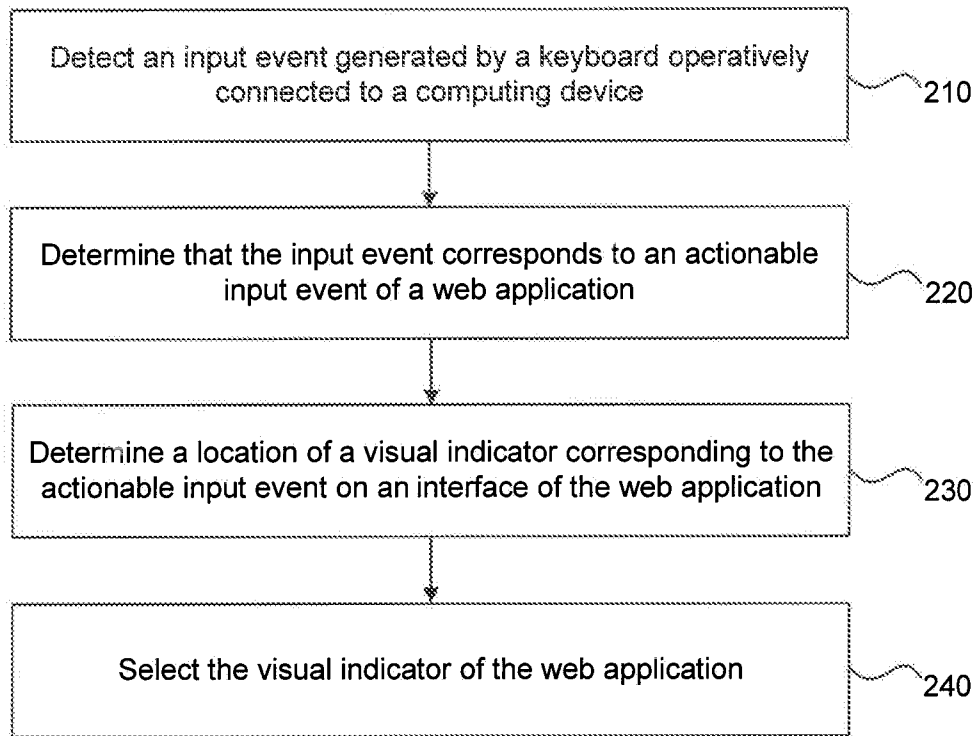 Detect an input event generated by a keyboard operatively
connected to a computing device
210
Determine that the input event corresponds to an actionable
input event of a web application
220
Determine a location of a visual indicator corresponding to the
actionable input event on an interface of the web application
230
Select the visual indicator of the web application
240